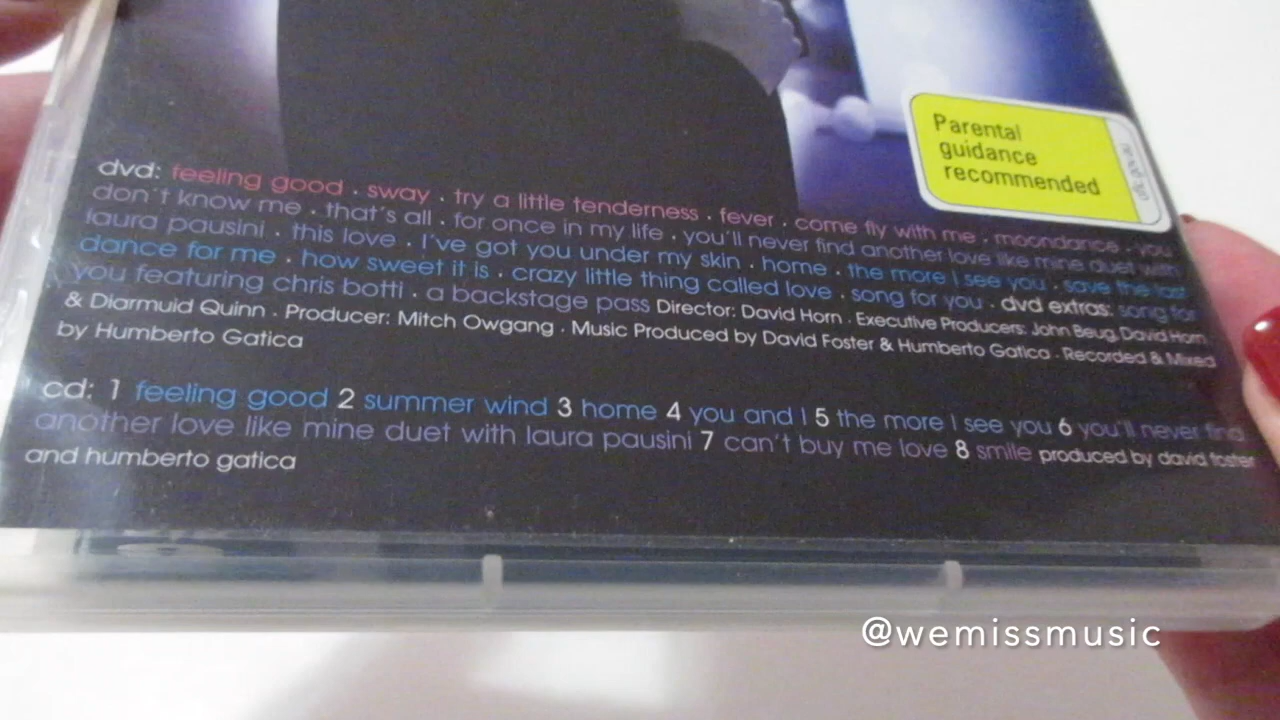 Parental
guidance
recommended
dvd: feeling good . sway . try a little tenderness . fever . come fly with me . moondance . you
don't know me . that's all . for once in my life . you'll never find another love like mine duet with
laura pausini . this love . I've got you under my skin . home . the more I see you . save the last
dance for me . how sweet it is . crazy little thing called love . song for you . dvd extras: song for
you featuring chris botti . a backstage pass Director: David Horn . Executive Producers: John Beug, David Horn
& Diarmuid Quinn . Producer: Mitch Owgang . Music Produced by David Foster & Humberto Gatica . Recorded & Mixed
by Humberto Gatica
cd: 1 feeling good 2 summer wind 3 home 4 you and I 5 the more I see you 6 you'll never find
another love like mine duet with laura pausini 7 can't buy me love 8 smile produced by david foster
and humberto gatica
@wemissmusic